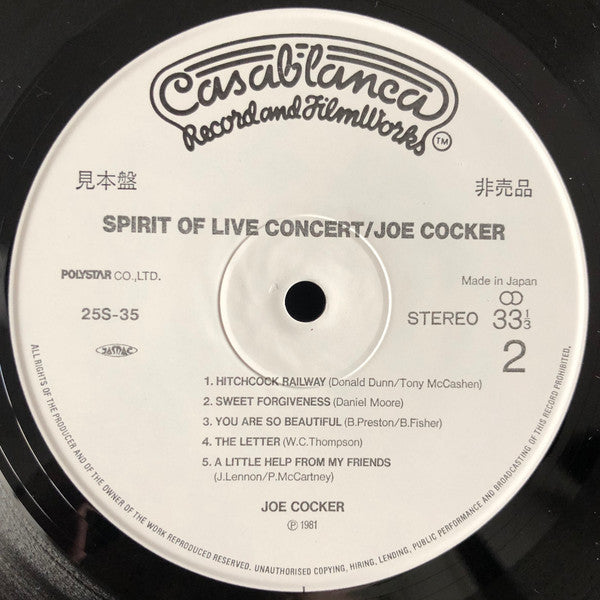 Casablanca
Record and FilmWorks
TM
見本盤
非売品
SPIRIT OF LIVE CONCERT/JOE COCKER
POLYSTAR CO.,LTD.
25S-35
JASRAC
Made in Japan
STEREO 33 1/3
2
1. HITCHCOCK RAILWAY (Donald Dunn/Tony McCashen)
2. SWEET FORGIVENESS (Daniel Moore)
3. YOU ARE SO BEAUTIFUL (B.Preston/B.Fisher)
4. THE LETTER (W.C.Thompson)
5. A LITTLE HELP FROM MY FRIENDS
(J.Lennon/P.McCartney)
JOE COCKER
Ⓟ 1981
ALL RIGHTS OF THE PRODUCER AND OF THE OWNER OF THE WORK REPRODUCED RESERVED. UNAUTHORISED COPYING, HIRING, LENDING, PUBLIC PERFORMANCE AND BROADCASTING OF THIS RECORD PROHIBITED.